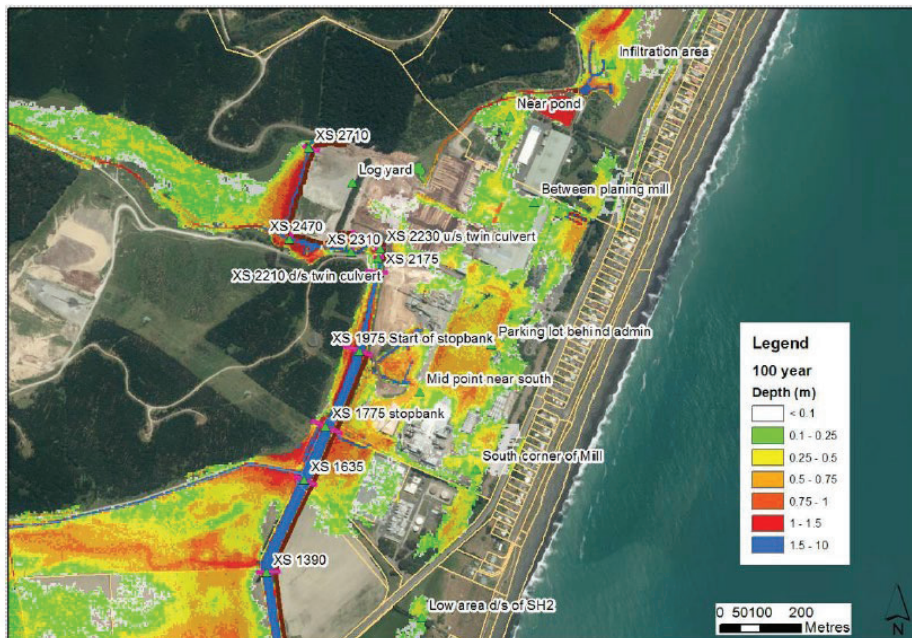 Infiltration area
Near pond
XS 2710
Log yard
Between planing mill
XS 2470
XS 2310
XS 2230 u/s twin culvert
XS 2175
XS 2210 d/s twin culvert
XS 1975 Start of stopbank
Parking lot behind admin
Mid point near south
XS 1775 stopbank
South corner of Mill
XS 1635
XS 1390
Low area d/s of SH2
Legend
100 year
Depth (m)
< 0.1
0.1 - 0.25
0.25 - 0.5
0.5 - 0.75
0.75 - 1
1 - 1.5
1.5 - 10
0 50100 200
Metres
N